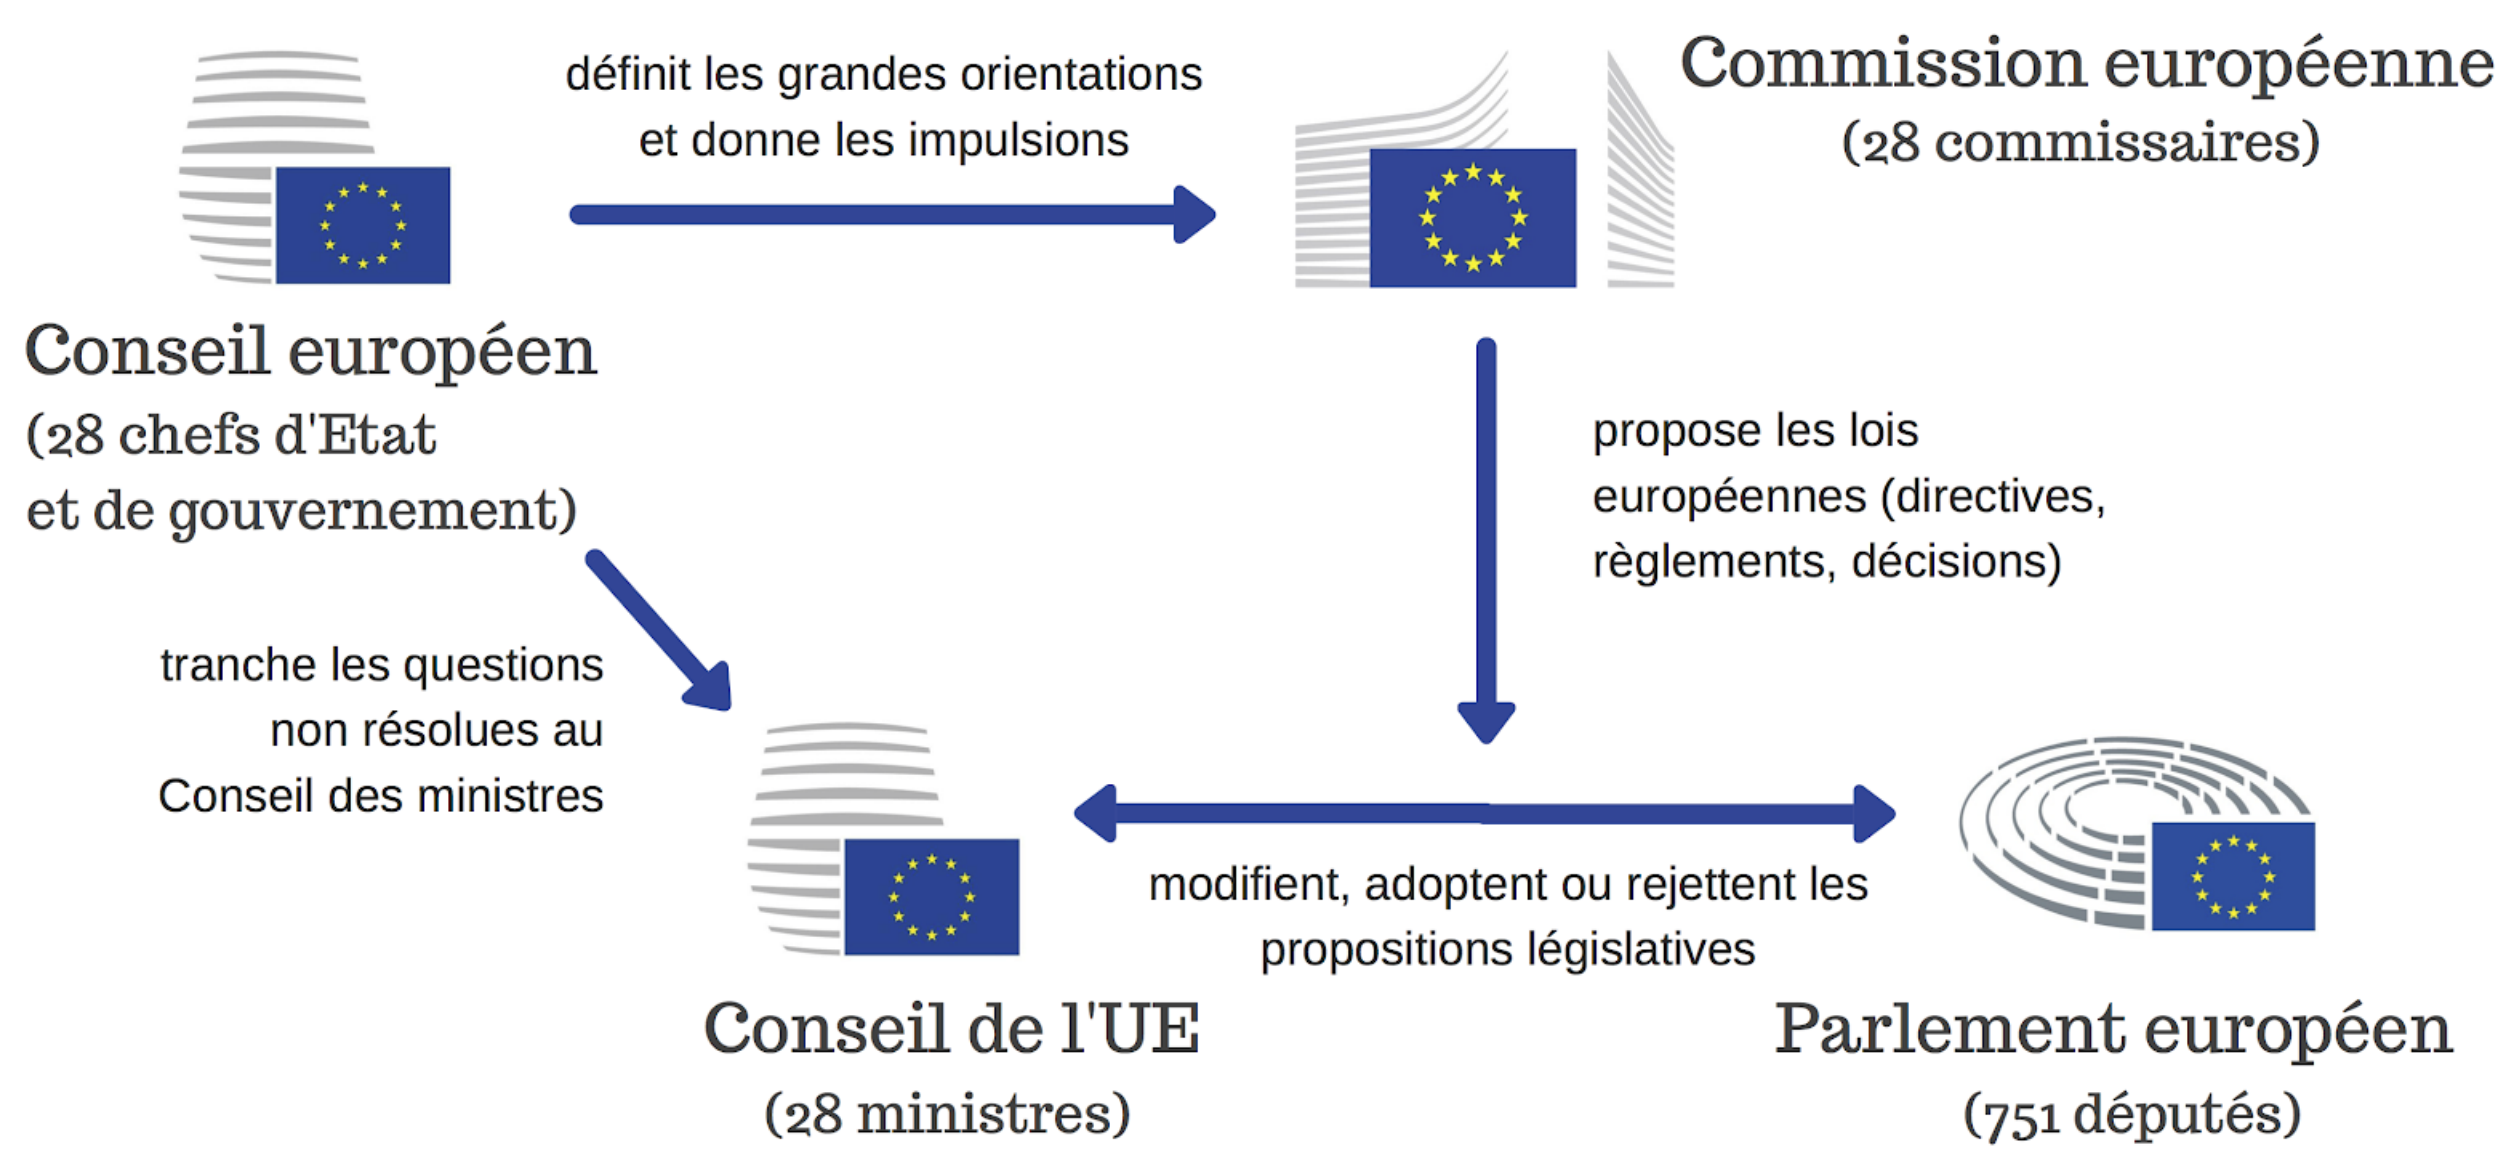 définit les grandes orientations
et donne les impulsions
Commission européenne
(28 commissaires)
Conseil européen
(28 chefs d'Etat
et de gouvernement)
propose les lois
européennes (directives,
règlements, décisions)
tranche les questions
non résolues au
Conseil des ministres
modifient, adoptent ou rejettent les
propositions législatives
Conseil de l'UE
(28 ministres)
Parlement européen
(751 députés)